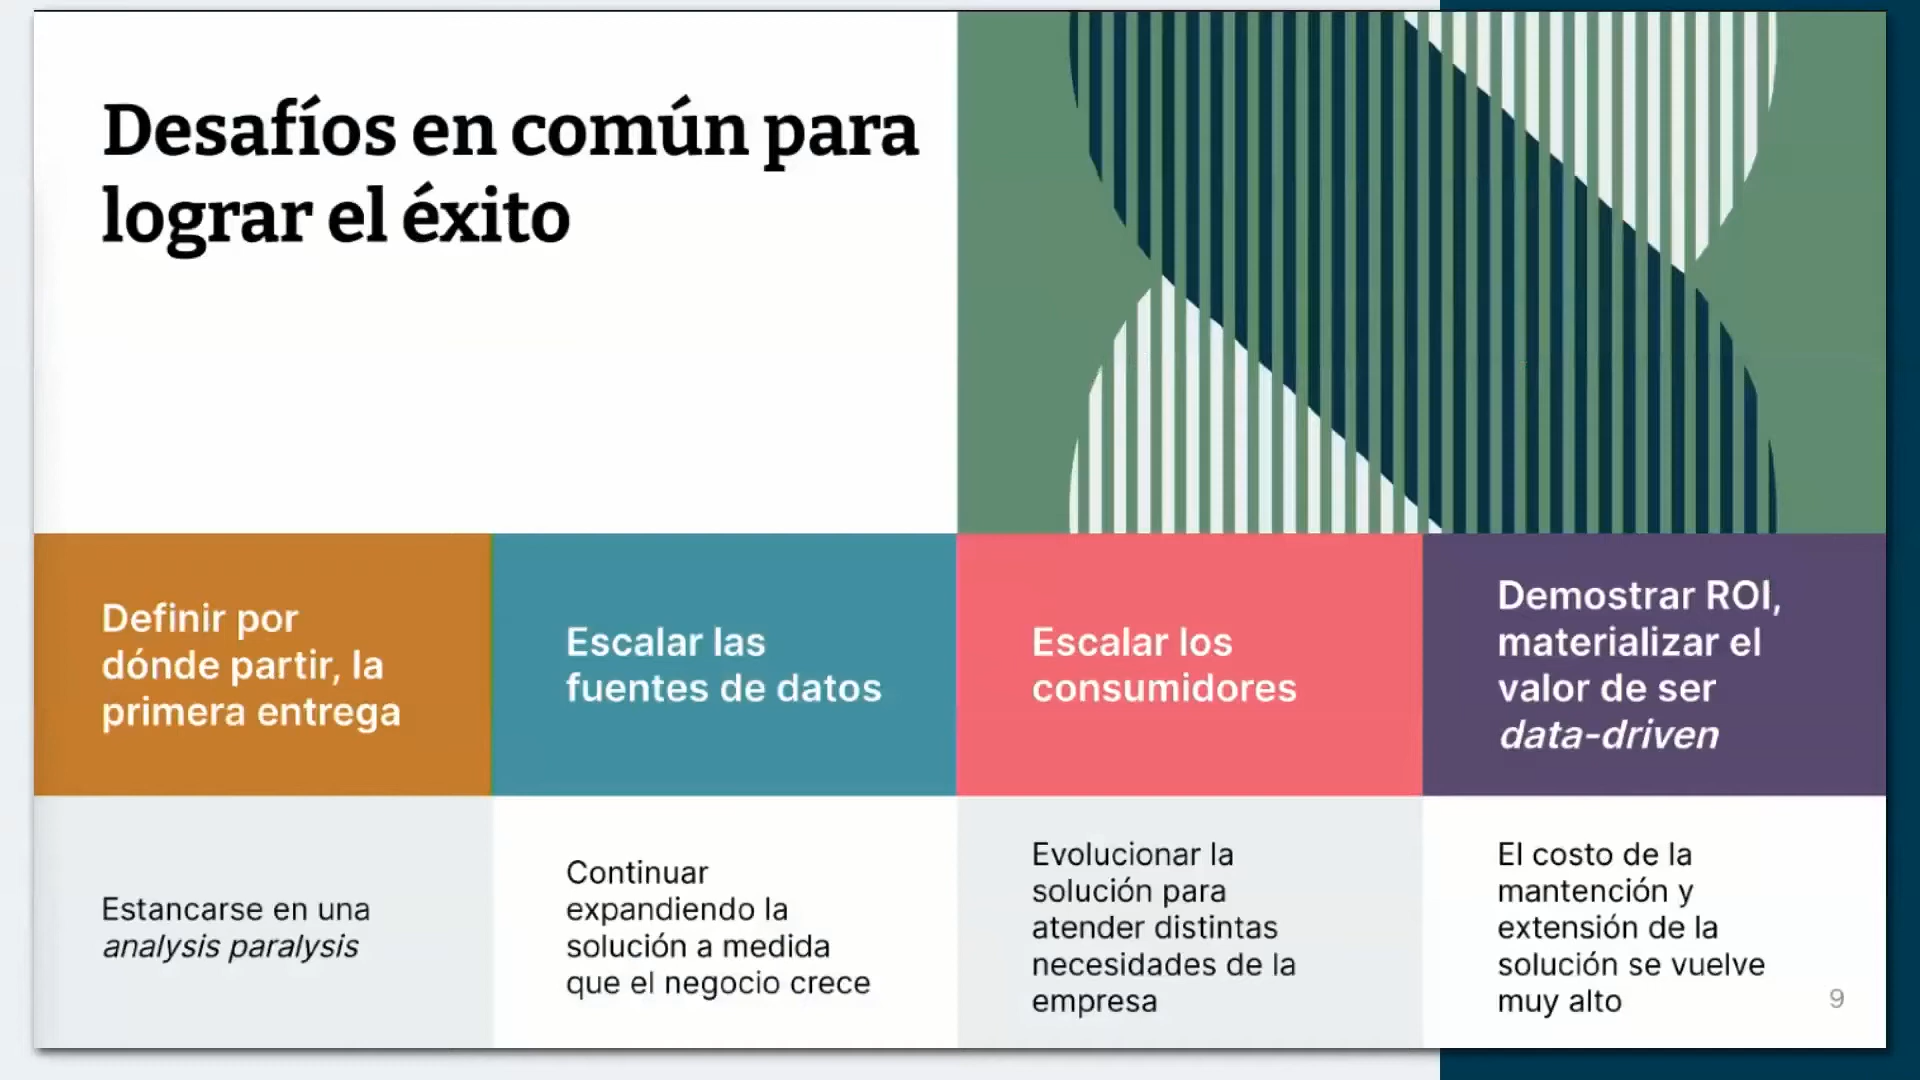 Desafíos en común para
lograr el éxito
Definir por
dónde partir, la
primera entrega
Escalar las
fuentes de datos
Escalar los
consumidores
Demostrar ROI,
materializar el
valor de ser
data-driven
Estancarse en una
analysis paralysis
Continuar
expandiendo la
solución a medida
que el negocio crece
Evolucionar la
solución para
atender distintas
necesidades de la
empresa
El costo de la
mantención y
extensión de la
solución se vuelve
muy alto
9